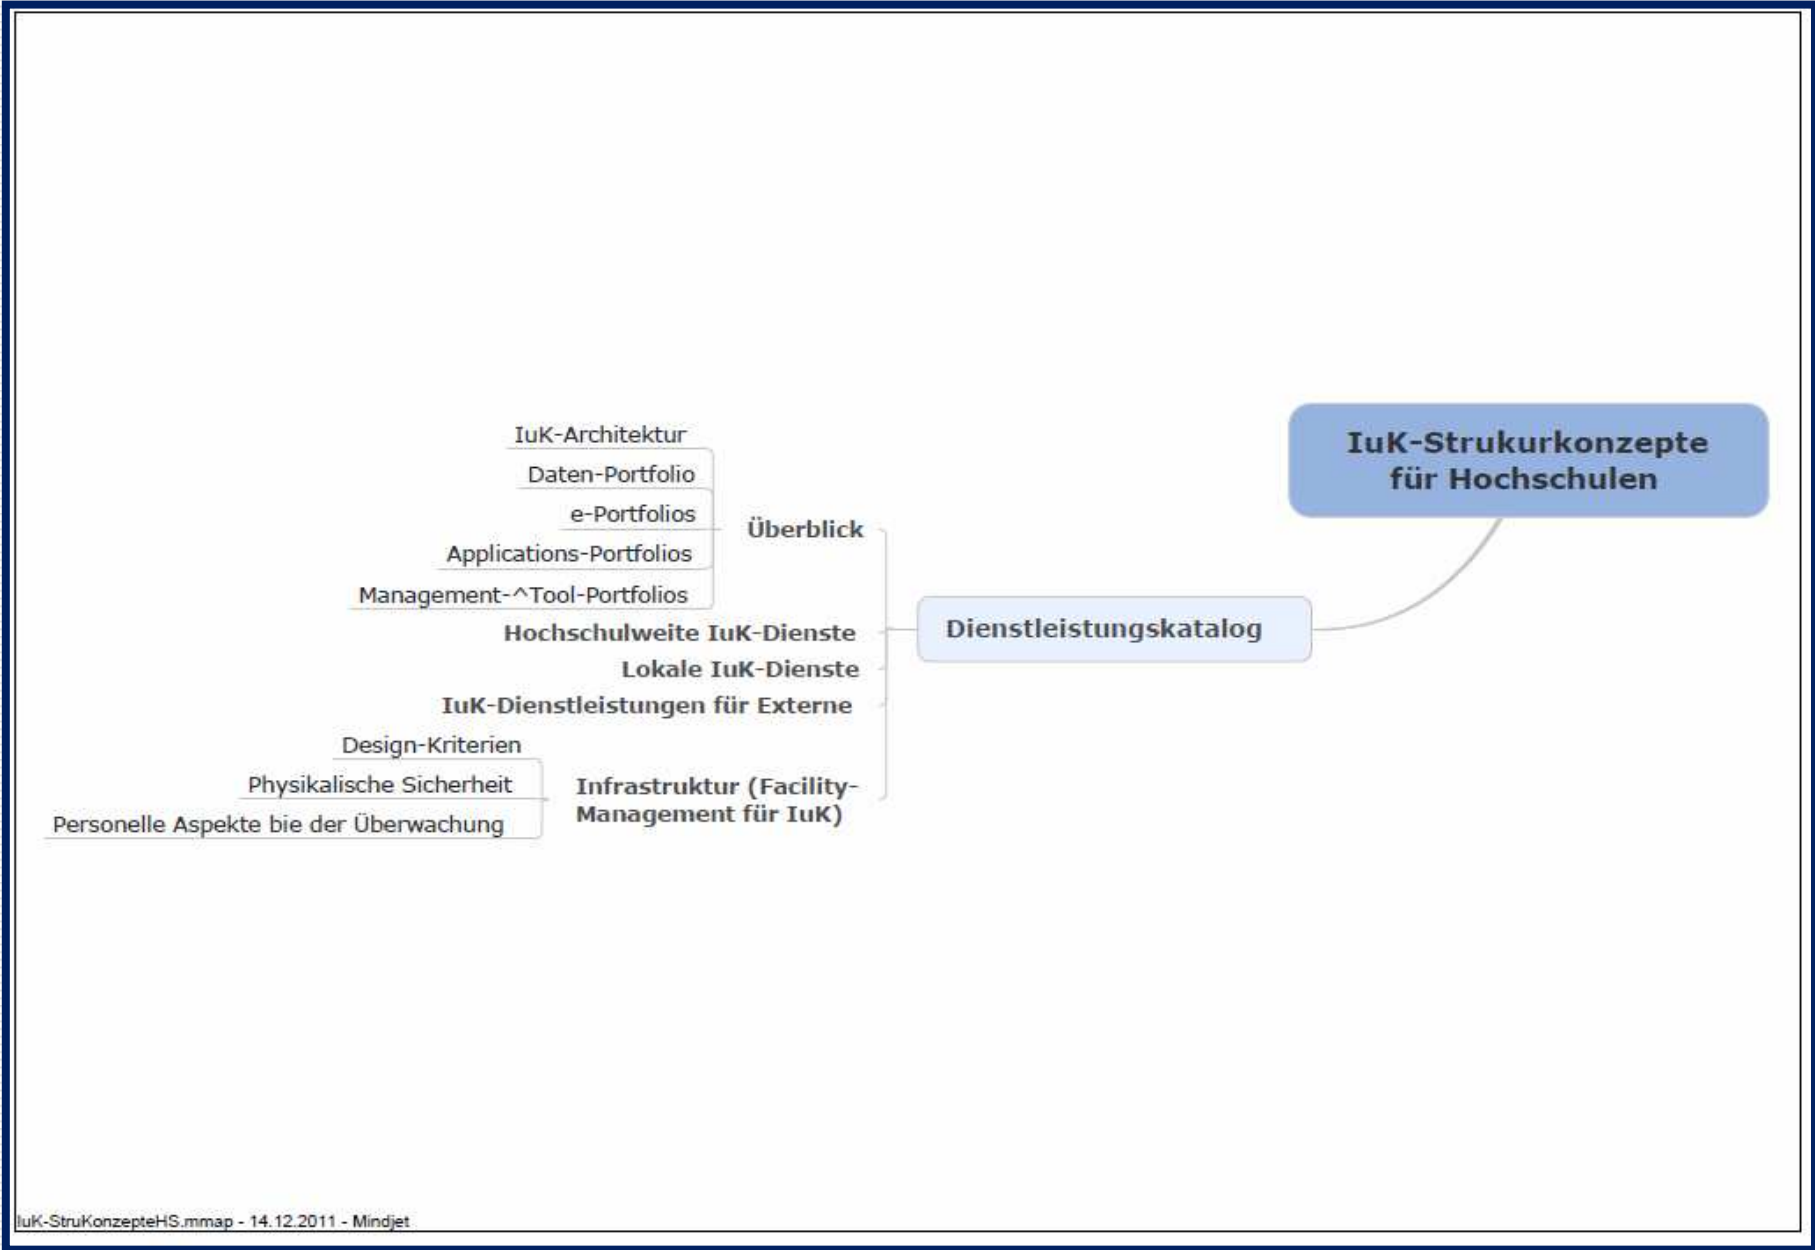 IuK-Strukurkonzepte
für Hochschulen
Dienstleistungskatalog
Überblick
IuK-Architektur
Daten-Portfolio
e-Portfolios
Applications-Portfolios
Management-^Tool-Portfolios
Hochschulweite IuK-Dienste
Lokale IuK-Dienste
IuK-Dienstleistungen für Externe
Infrastruktur (Facility-
Management für IuK)
Design-Kriterien
Physikalische Sicherheit
Personelle Aspekte bie der Überwachung
IuK-StruKonzepteHS.mmap - 14.12.2011 - Mindjet